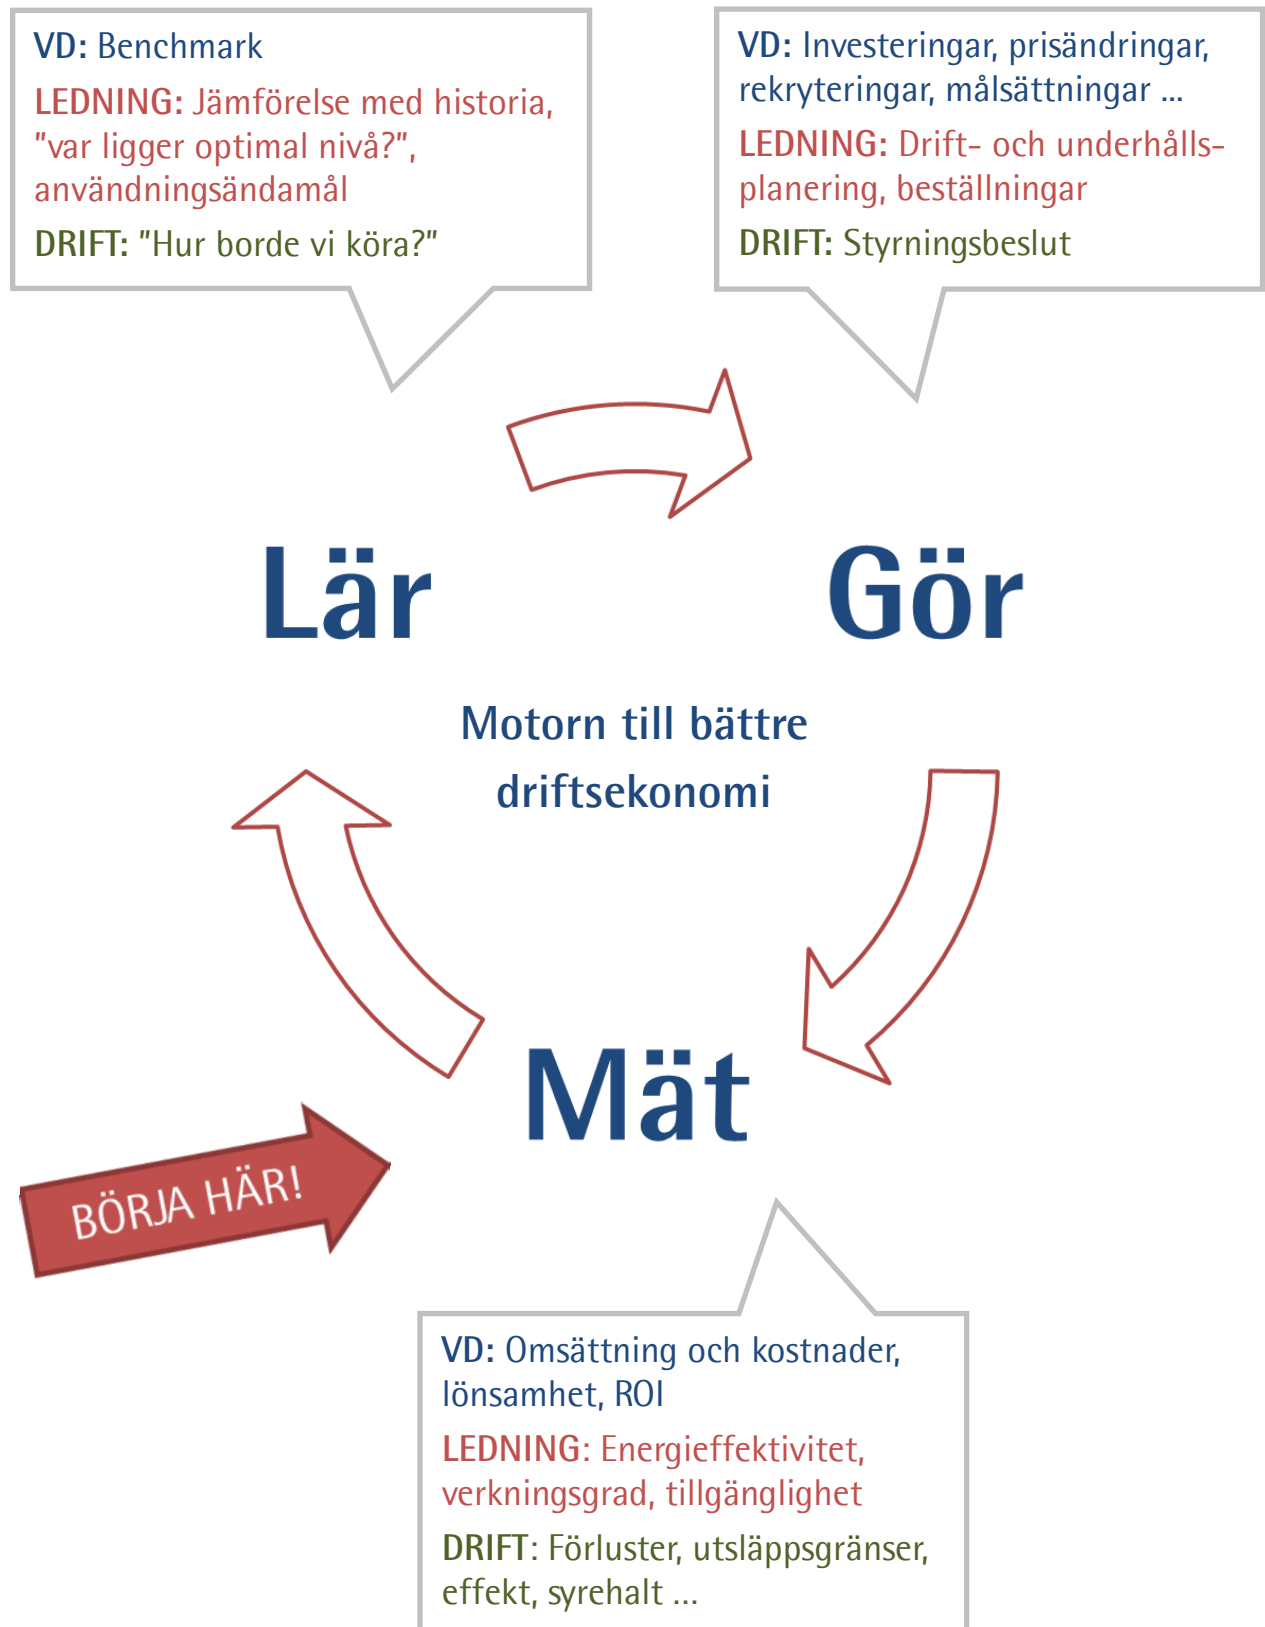 VD: Benchmark
LEDNING: Jämförelse med historia,
"var ligger optimal nivå?",
användningsändamål
DRIFT: "Hur borde vi köra?"
VD: Investeringar, prisändringar,
rekryteringar, målsättningar ...
LEDNING: Drift- och underhålls-
planering, beställningar
DRIFT: Styrningsbeslut
Lär
Gör
Motorn till bättre
driftsekonomi
Mät
BÖRJA HÄR!
VD: Omsättning och kostnader,
lönsamhet, ROI
LEDNING: Energieffektivitet,
verkningsgrad, tillgänglighet
DRIFT: Förluster, utsläppsgränser,
effekt, syrehalt ...